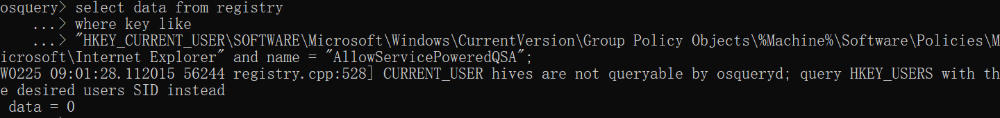 osquery> select data from registry
    ...> where key like
    ...> "HKEY_CURRENT_USER\SOFTWARE\Microsoft\Windows\CurrentVersion\Group Policy Objects\%Machine%\Software\Policies\M
icrosoft\Internet Explorer" and name = "AllowServicePoweredQSA";
W0225 09:01:28.112015 56244 registry.cpp:528] CURRENT_USER hives are not queryable by osqueryd; query HKEY_USERS with th
e desired users SID instead
 data = 0